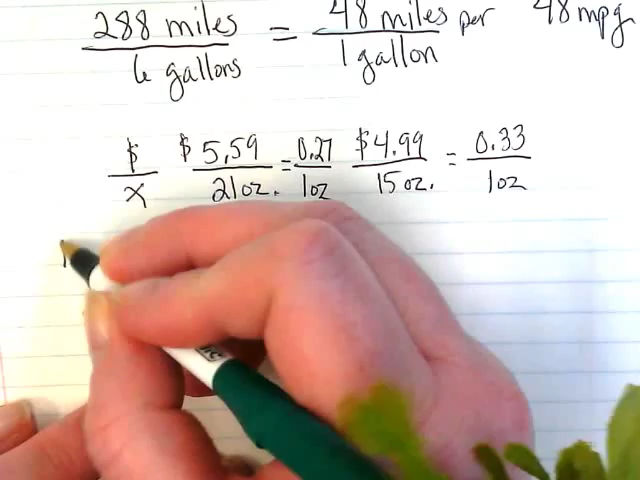 288 miles / 6 gallons = 48 miles / 1 gallon per 48 mpg
$ / x $5.59 / 21oz. = 0.27 / 1oz $4.99 / 15oz. = 0.33 / 1oz